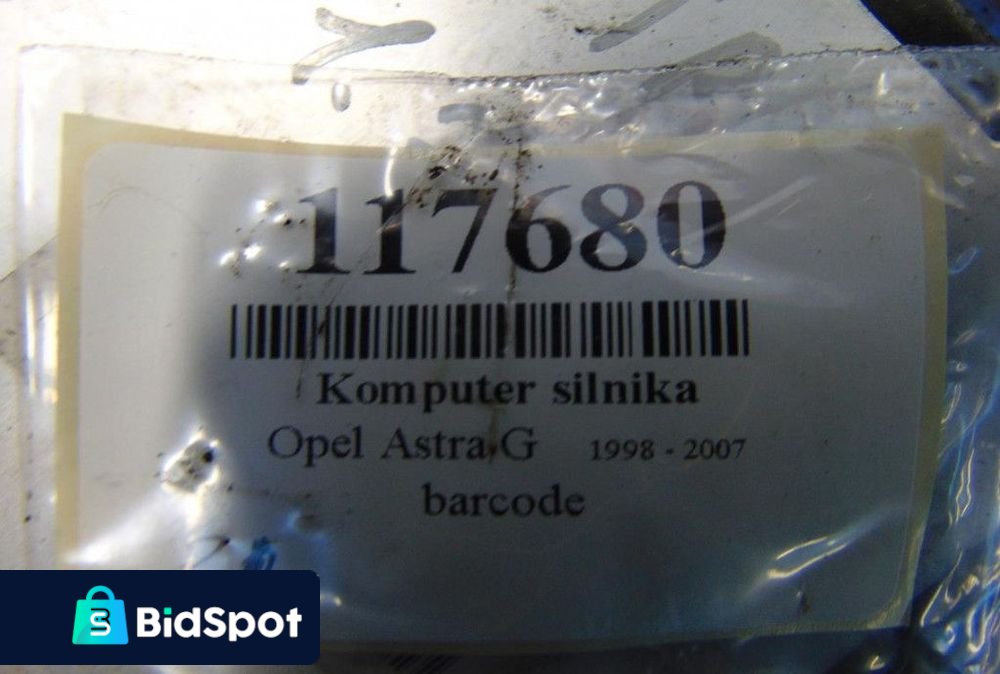 117680
Komputer silnika
Opel Astra G 1998 - 2007
barcode
BidSpot